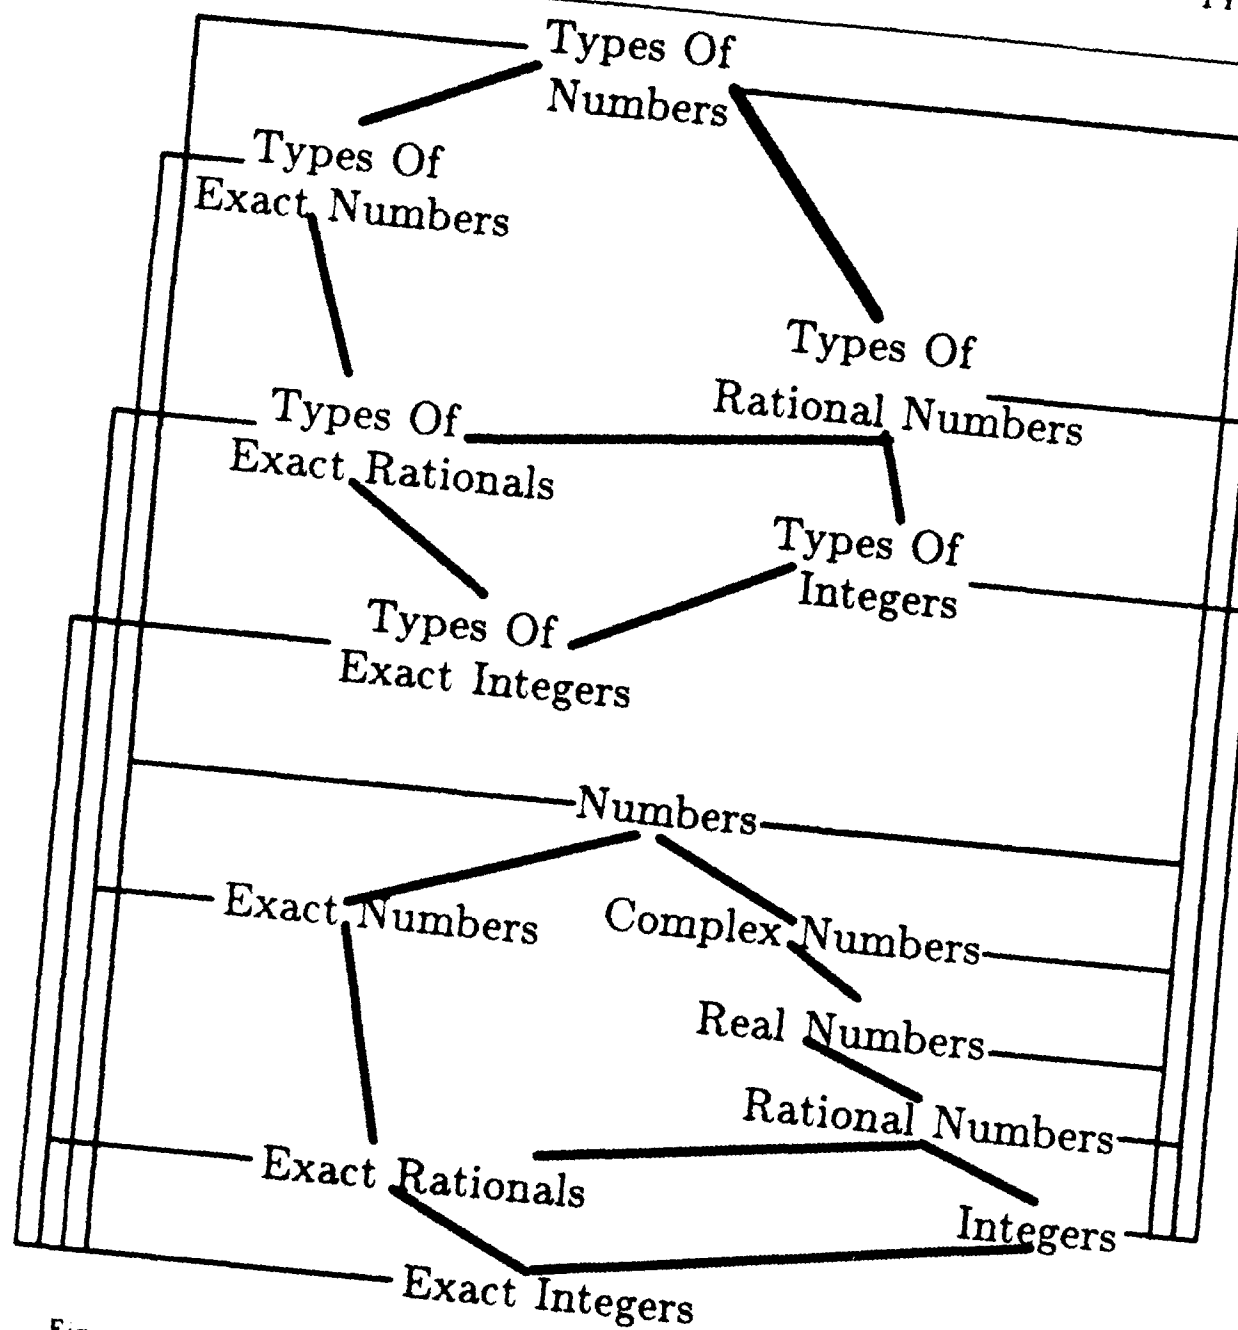 Types Of
Numbers
Types Of
Exact Numbers
Types Of
Rational Numbers
Types Of
Exact Rationals
Types Of
Integers
Types Of
Exact Integers
Numbers
Exact Numbers
Complex Numbers
Real Numbers
Rational Numbers
Exact Rationals
Integers
Exact Integers